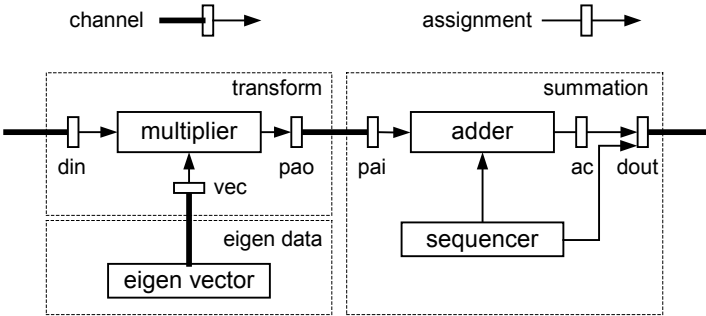 channel
assignment
transform
summation
multiplier
adder
din
pao
pai
ac
dout
vec
eigen data
sequencer
eigen vector